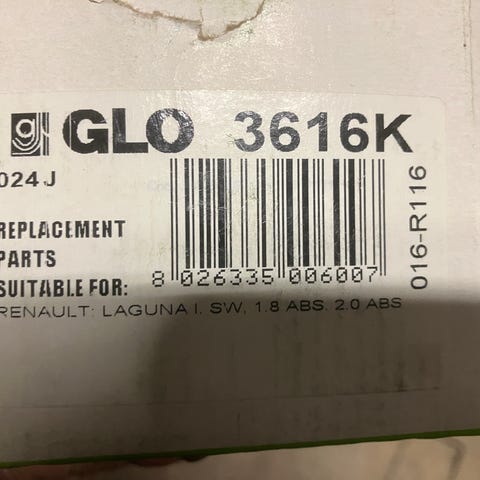 g GLO 3616K
024J
REPLACEMENT
PARTS
SUITABLE FOR:
8 026335 006007
016-R116
RENAULT: LAGUNA I. SW, 1.8 ABS. 2.0 ABS